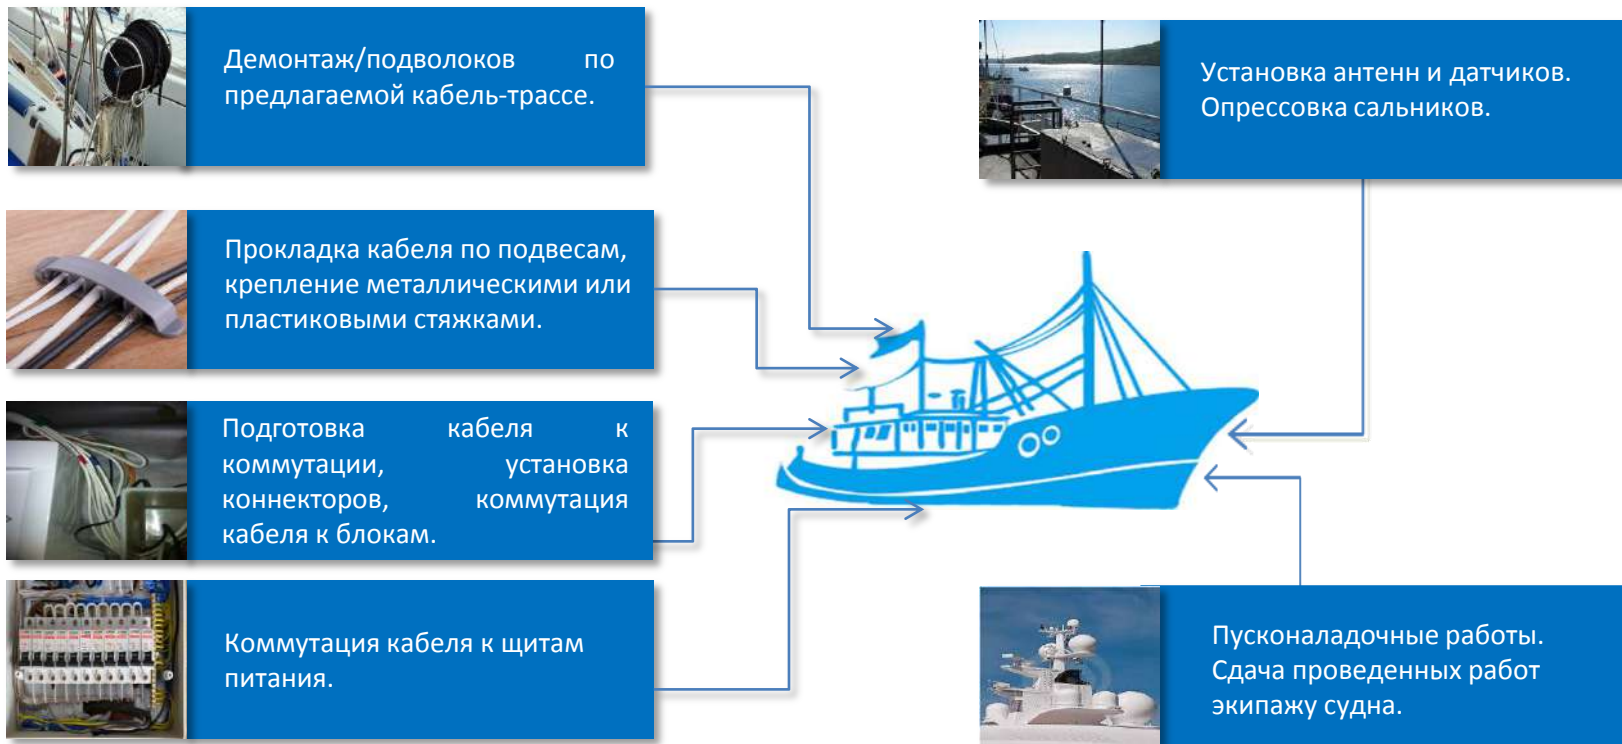 Демонтаж/подволоков по
предлагаемой кабель-трассе.
Прокладка кабеля по подвесам,
крепление металлическими или
пластиковыми стяжками.
Подготовка кабеля к
коммутации, установка
коннекторов, коммутация
кабеля к блокам.
Коммутация кабеля к щитам
питания.
Установка антенн и датчиков.
Опрессовка сальников.
Пусконаладочные работы.
Сдача проведенных работ
экипажу судна.